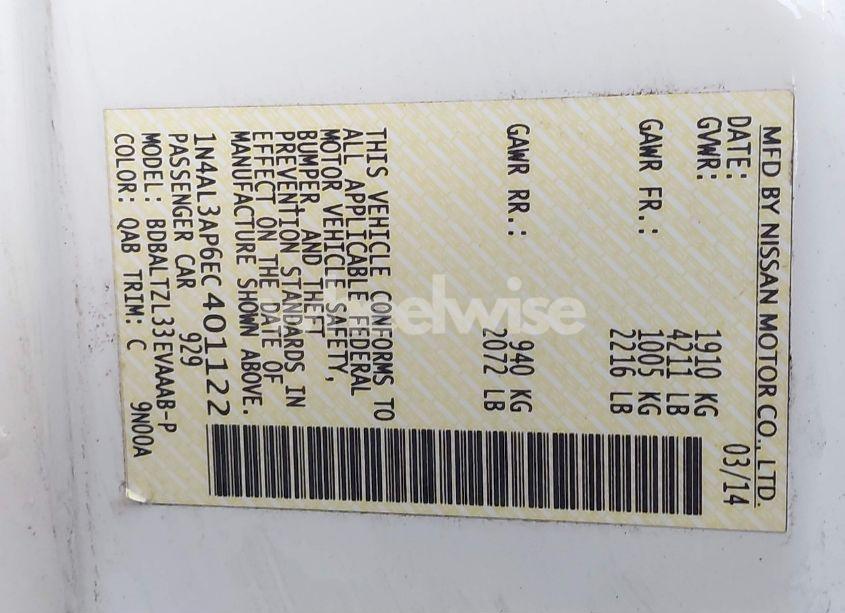 MFD BY NISSAN MOTOR CO., LTD.
DATE: 03/14
GVWR: 1910 KG
4211 LB
GAWR FR.: 1005 KG
2216 LB
GAWR RR.: 940 KG
2072 LB
THIS VEHICLE CONFORMS TO
ALL APPLICABLE FEDERAL
MOTOR VEHICLE SAFETY,
BUMPER, AND THEFT
PREVENTION STANDARDS IN
EFFECT ON THE DATE OF
MANUFACTURE SHOWN ABOVE.
1N4AL3AP6EC401122
PASSENGER CAR 929
MODEL: BDBALTZL33EVAAAB-P
COLOR: QAB TRIM: C 9N00A